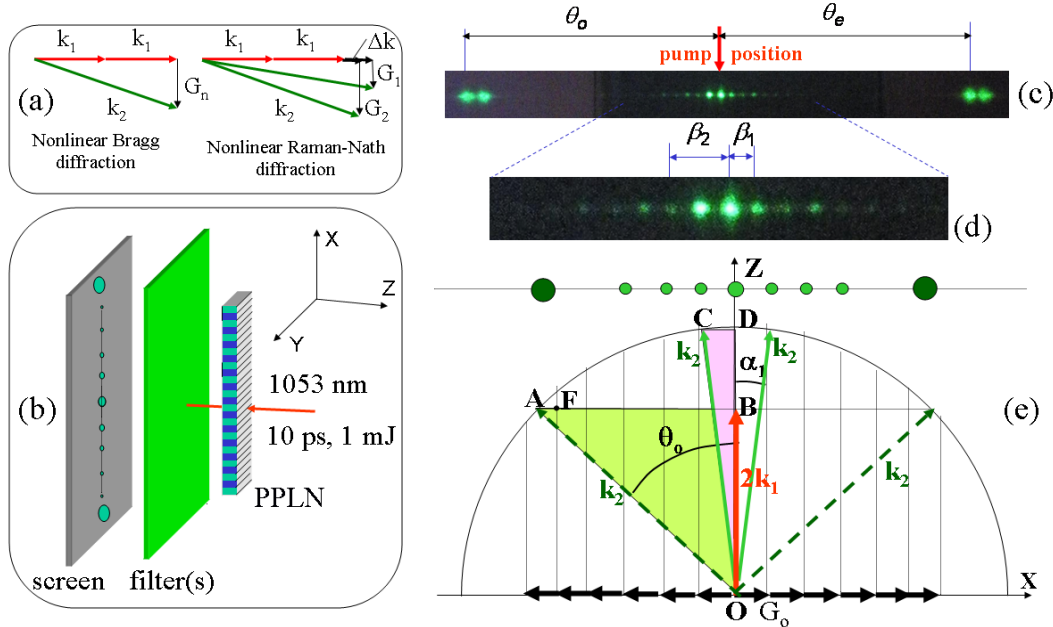 k₁ k₁
Gₙ
k₂
Nonlinear Bragg
diffraction
k₁ k₁ Δk
G₁
G₂
k₂
Nonlinear Raman-Nath
diffraction
(a)
X
Z
Y
1053 nm
10 ps, 1 mJ
PPLN
(b)
screen
filter(s)
θₒ
θₑ
pump position
(c)
β₂ β₁
(d)
Z
C D
k₂ k₂
α₁
A F B
(e)
θₒ
k₂ 2k₁ k₂
X
O Gₒ